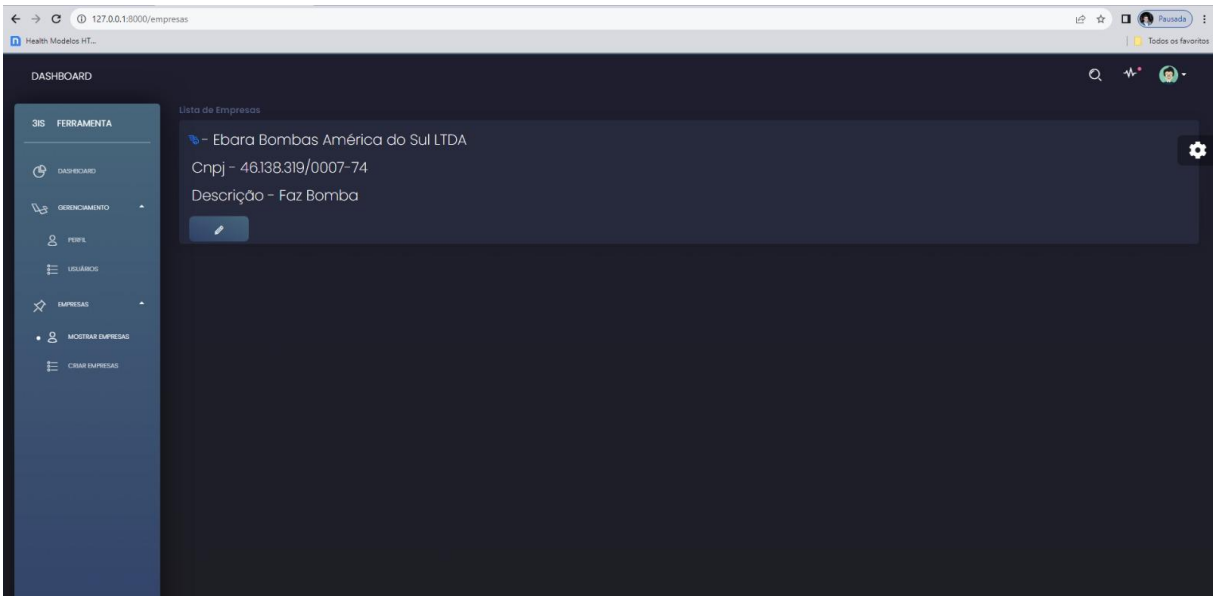 127.0.0.1:8000/empresas
Pausada
Health Modelos HT...
Todos os favoritos
DASHBOARD
3IS FERRAMENTA
DASHBOARD
GERENCIAMENTO
PERFIL
USUÁRIOS
EMPRESAS
MOSTRAR EMPRESAS
CRIAR EMPRESAS
Lista de Empresas
- Ebara Bombas América do Sul LTDA
Cnpj - 46.138.319/0007-74
Descrição - Faz Bomba